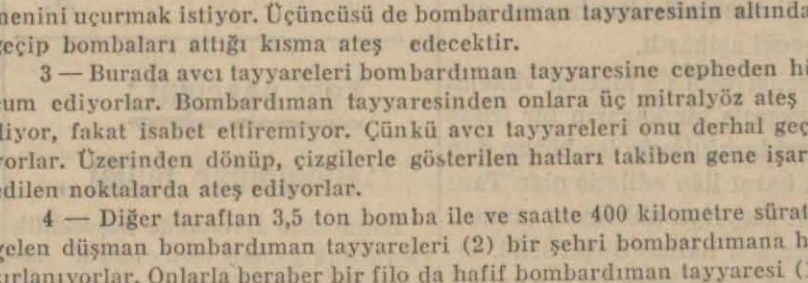 menini uçurmak istiyor. Üçüncüsü de bombardıman tayyaresinin altında
geçip bombaları attığı kısma ateş edecektir.
3 — Burada avcı tayyareleri bombardıman tayyaresine cepheden hü
cum ediyorlar. Bombardıman tayyaresinden onlara üç mitralyöz ateş
diyor, fakat isabet ettiremiyor. Çünkü avcı tayyareleri onu derhal geç
yorlar. Üzerinden dönüp, çizgilerle gösterilen hatları takiben gene işar
edilen noktalarda ateş ediyorlar.
4 — Diğer taraftan 3,5 ton bomba ile ve saatte 400 kilometre sürat
gelen düşman bombardıman tayyareleri (2) bir şehri bombardımana h
zırlanıyorlar. Onlarla beraber bir filo da hafif bombardıman tayyaresi